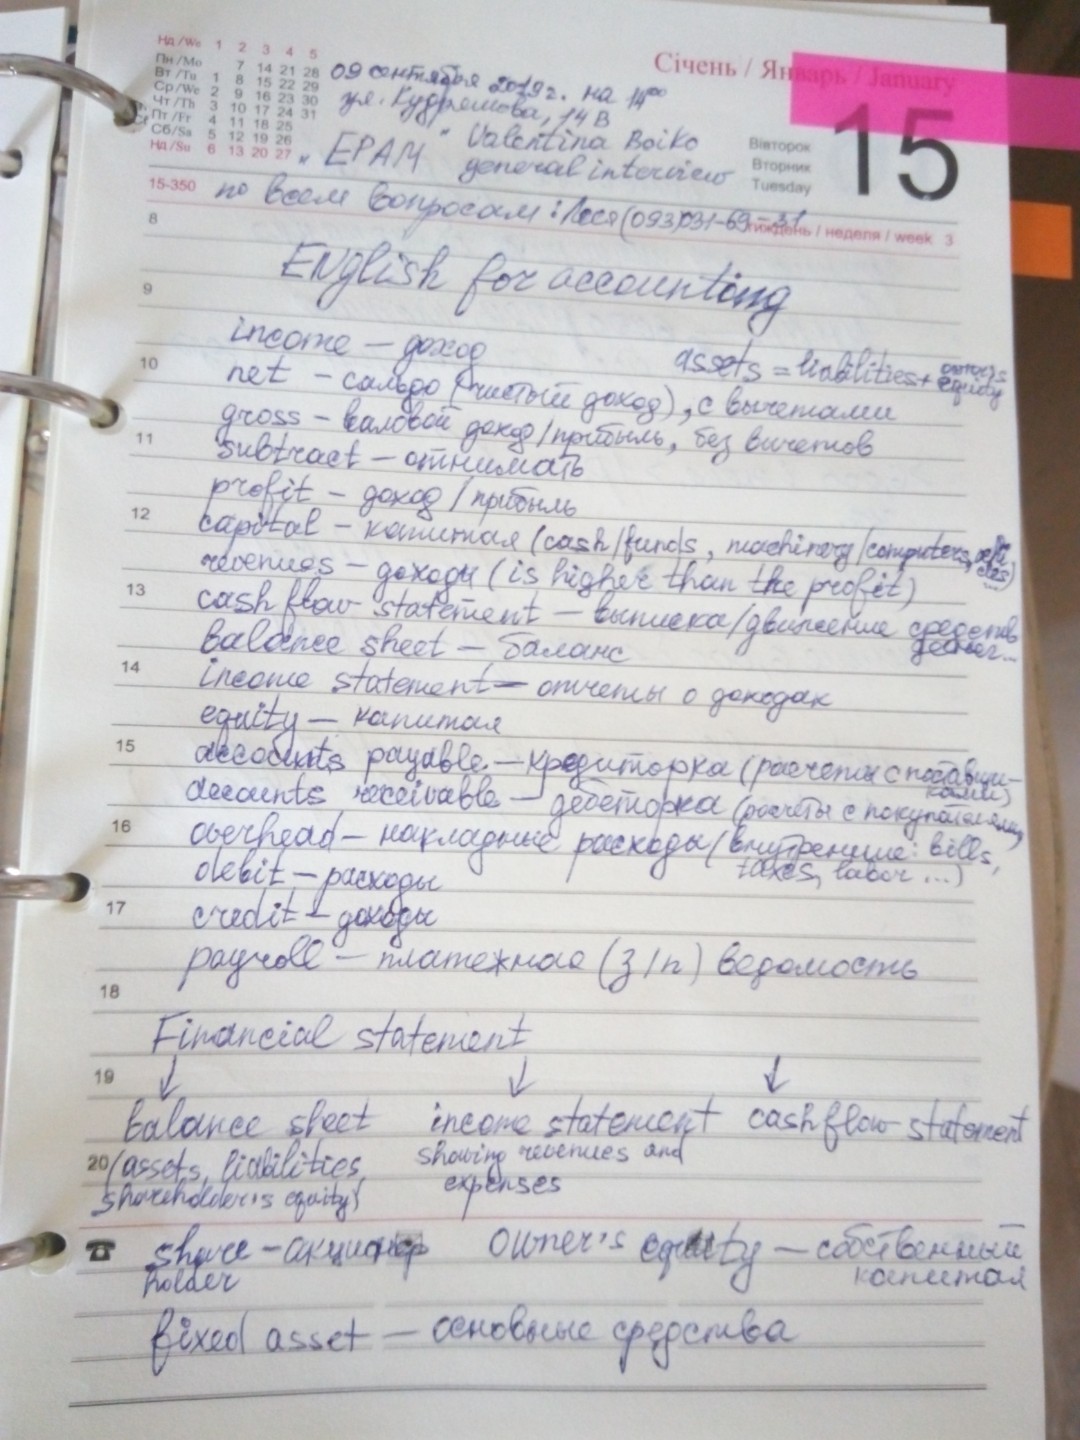 Січень / Январь / January
Нд /We 1 2 3 4 5
Пн /Mo 7 14 21 28
Вт /Tu 1 8 15 22 29
Ср /We 2 9 16 23 30
Чт /Th 3 10 17 24 31
Пт /Fr 4 11 18 25
Сб/Sa 5 12 19 26
Нд /Su 6 13 20 27
15
Вівторок
Вторник
Tuesday
15-350
тиждень / неделя / week 3
09 сентября 2019г. на 14⁰⁰
ул. Кудряшова, 14 В
"EPAM" Valentina Boiko
general interview
по всем вопросам: Леся (093)031-69-31
8
English for accounting
9
income — доход
assets = liabilities + owner's equity
10
net — сальдо (чистый доход), с вычетами
gross — валовой доход/прибыль, без вычетов
11
subtract — отнимать
profit — доход / прибыль
12
capital — капитал (cash/funds, machinery/computers,
revenues — доходы (is higher than the profit)
13
cash flow statement — выписка/движение средств
денег...
balance sheet — баланс
14
income statement — отчеты о доходах
equity — капитал
15
accounts payable — кредиторка (расчеты с поставщи-
ками)
accounts receivable — дебеторка (расчеты с покупателями)
16
overhead — накладные расходы (внутренние: bills,
taxes, labor ...)
debit — расходы
17
credit — доходы
payroll — платежная (з/п) ведомость
18
Financial statement
19
↓ ↓ ↓
balance sheet income statement cash flow statement
20
(assets, liabilities, showing revenues and
shareholder's equity) expenses
share — акционер owner's equity — собственный
holder капитал
fixed asset — основные средства